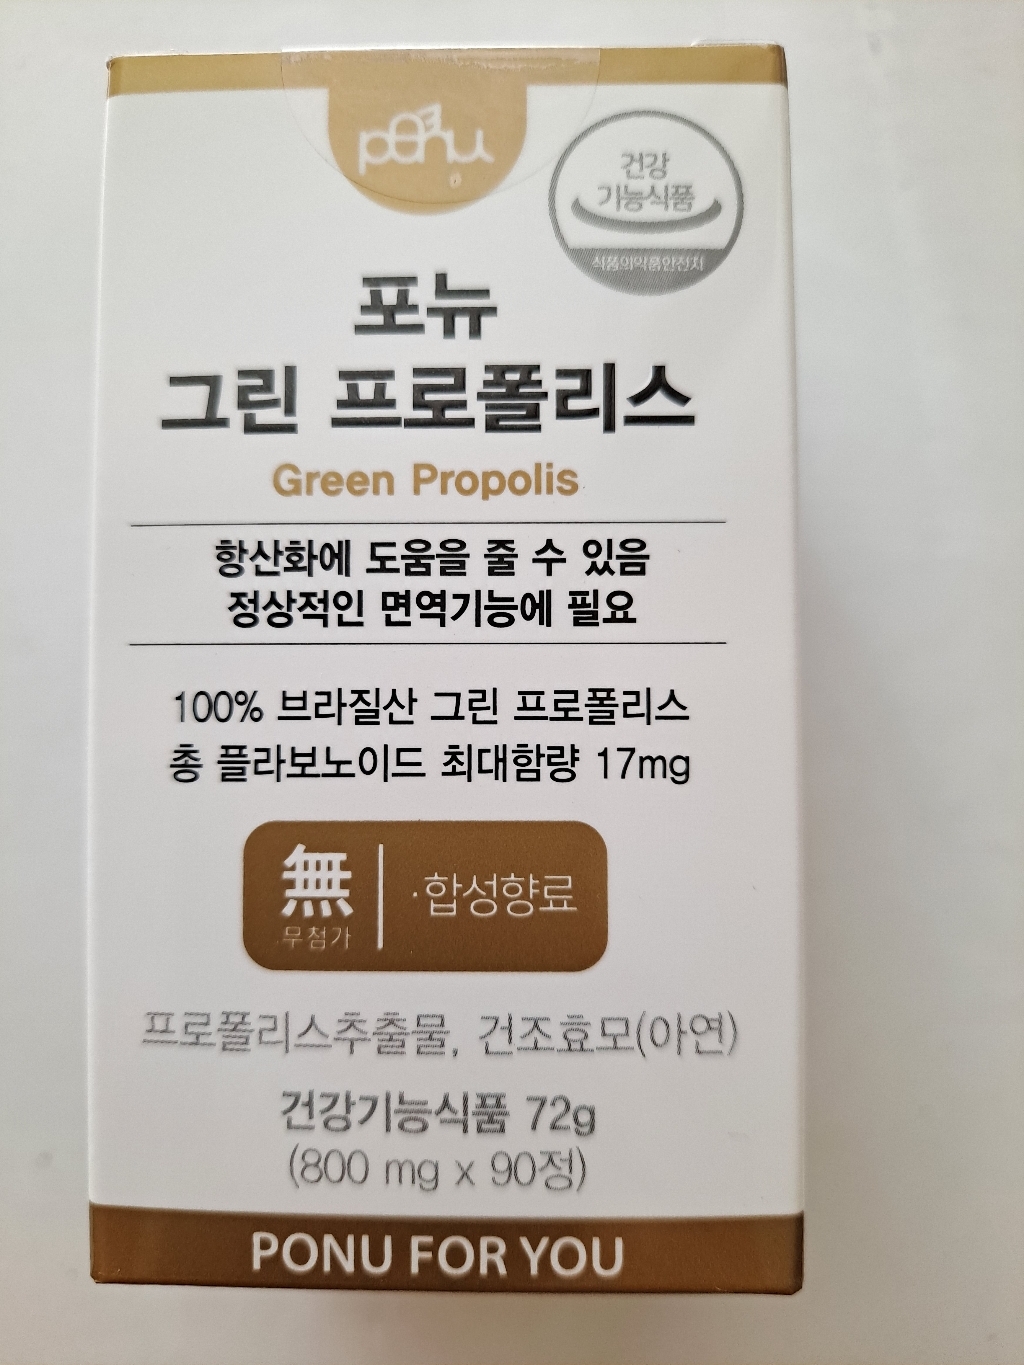 ponu
건강
기능식품
식품의약품안전처
포뉴
그린 프로폴리스
Green Propolis
항산화에 도움을 줄 수 있음
정상적인 면역기능에 필요
100% 브라질산 그린 프로폴리스
총 플라보노이드 최대함량 17mg
無
무첨가
·합성향료
프로폴리스추출물, 건조효모(아연)
건강기능식품 72g
(800 mg x 90정)
PONU FOR YOU